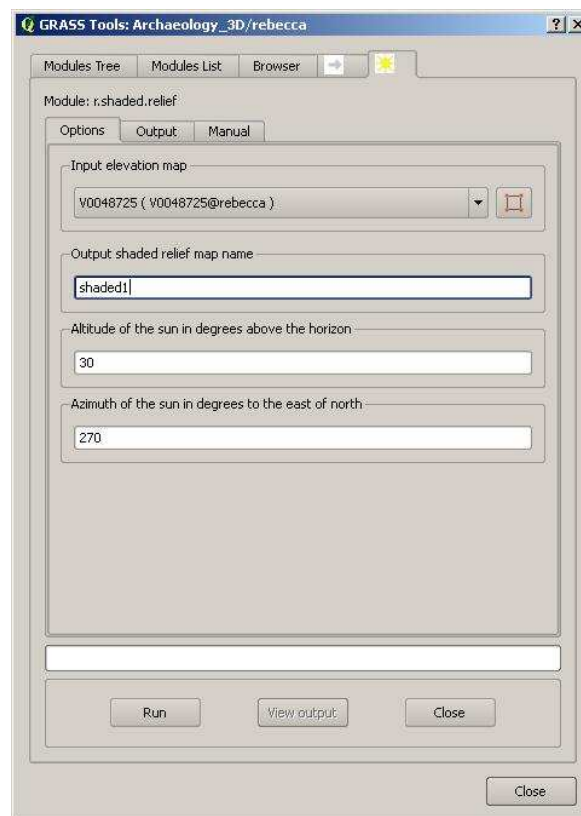 GRASS Tools: Archaeology_3D/rebecca
Modules Tree Modules List Browser
Module: r.shaded.relief
Options Output Manual
Input elevation map
V0048725 ( V0048725@rebecca )
Output shaded relief map name
shaded1
Altitude of the sun in degrees above the horizon
30
Azimuth of the sun in degrees to the east of north
270
Run View output Close
Close